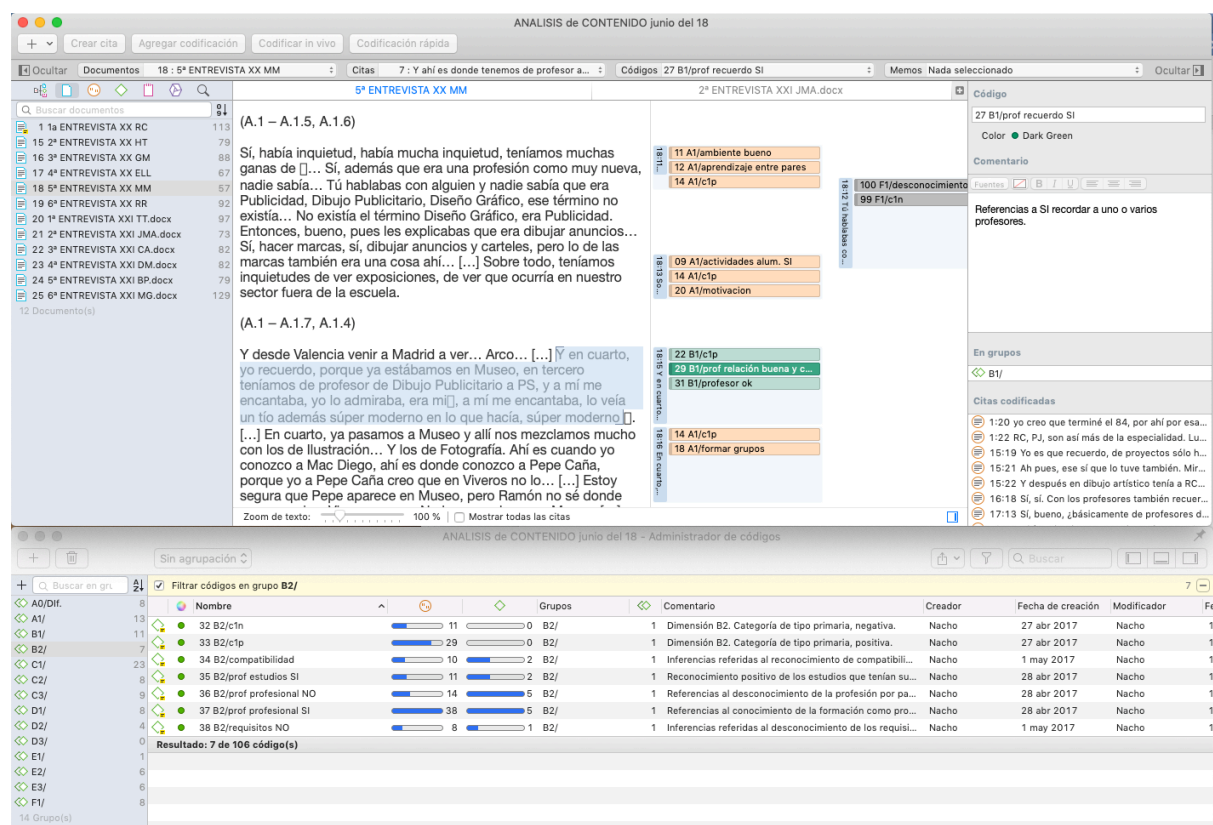 ANALISIS de CONTENIDO junio del 18
Crear cita Agregar codificación Codificar in vivo Codificación rápida
Ocultar Documentos 18 : 5ª ENTREVISTA XX MM Citas 7 : Y ahí es donde tenemos de profesor a... Códigos 27 B1/prof recuerdo SI Memos Nada seleccionado Ocultar
Buscar documentos
1 1a ENTREVISTA XX RC 113
15 2ª ENTREVISTA XX HT 79
16 3ª ENTREVISTA XX GM 88
17 4ª ENTREVISTA XX ELL 67
18 5ª ENTREVISTA XX MM 57
19 6ª ENTREVISTA XX RR 92
20 1ª ENTREVISTA XXI TT.docx 97
21 2ª ENTREVISTA XXI JMA.docx 73
22 3ª ENTREVISTA XXI CA.docx 82
23 4ª ENTREVISTA XXI DM.docx 82
24 5ª ENTREVISTA XXI BP.docx 79
25 6ª ENTREVISTA XXI MG.docx 129
12 Documento(s)
5ª ENTREVISTA XX MM 2ª ENTREVISTA XXI JMA.docx
(A.1 – A.1.5, A.1.6)
Sí, había inquietud, había mucha inquietud, teníamos muchas
ganas de []… Sí, además que era una profesión como muy nueva,
nadie sabía… Tú hablabas con alguien y nadie sabía que era
Publicidad, Dibujo Publicitario, Diseño Gráfico, ese término no
existía… No existía el término Diseño Gráfico, era Publicidad.
Entonces, bueno, pues les explicabas que era dibujar anuncios…
Sí, hacer marcas, sí, dibujar anuncios y carteles, pero lo de las
marcas también era una cosa ahí… […] Sobre todo, teníamos
inquietudes de ver exposiciones, de ver que ocurría en nuestro
sector fuera de la escuela.
(A.1 – A.1.7, A.1.4)
Y desde Valencia venir a Madrid a ver… Arco… […] Y en cuarto,
yo recuerdo, porque ya estábamos en Museo, en tercero
teníamos de profesor de Dibujo Publicitario a PS, y a mí me
encantaba, yo lo admiraba, era mi[], a mí me encantaba, lo veía
un tío además súper moderno en lo que hacía, súper moderno [].
[…] En cuarto, ya pasamos a Museo y allí nos mezclamos mucho
con los de Ilustración… Y los de Fotografía. Ahí es cuando yo
conozco a Mac Diego, ahí es donde conozco a Pepe Caña,
porque yo a Pepe Caña creo que en Viveros no lo… […] Estoy
segura que Pepe aparece en Museo, pero Ramón no sé donde
Zoom de texto: 100 % Mostrar todas las citas
18:11...
11 A1/ambiente bueno
12 A1/aprendizaje entre pares
14 A1/c1p
18:12 Tú hablabas co...
100 F1/desconocimiento
99 F1/c1n
18:13 So...
09 A1/actividades alum. SI
14 A1/c1p
20 A1/motivacion
18:15 Y en cuarto...
22 B1/c1p
29 B1/prof relación buena y c...
31 B1/profesor ok
18:16 En cuarto,...
14 A1/c1p
18 A1/formar grupos
Código
27 B1/prof recuerdo SI
Color Dark Green
Comentario
Fuentes B I U
Referencias a SI recordar a uno o varios
profesores.
En grupos
B1/
Citas codificadas
1:20 yo creo que terminé el 84, por ahí por esa...
1:22 RC, PJ, son así más de la especialidad. Lu...
15:19 Yo es que recuerdo, de proyectos sólo h...
15:21 Ah pues, ese sí que lo tuve también. Mir...
15:22 Y después en dibujo artístico tenía a RC...
16:18 Sí, sí. Con los profesores también recuer...
17:13 Sí, bueno, ¿básicamente de profesores d...
ANALISIS de CONTENIDO junio del 18 - Administrador de códigos
Sin agrupación Buscar
Buscar en gru
Filtrar códigos en grupo B2/ 7
A0/DIf. 8
A1/ 13
B1/ 11
B2/ 7
C1/ 23
C2/ 8
C3/ 9
D1/ 8
D2/ 4
D3/ 0
E1/ 1
E2/ 6
E3/ 6
F1/ 8
14 Grupo(s)
Nombre Grupos Comentario Creador Fecha de creación Modificador Fe
32 B2/c1n 11 0 B2/ 1 Dimensión B2. Categoría de tipo primaria, negativa. Nacho 27 abr 2017 Nacho 1
33 B2/c1p 29 0 B2/ 1 Dimensión B2. Categoría de tipo primaria, positiva. Nacho 27 abr 2017 Nacho 1
34 B2/compatibilidad 10 2 B2/ 1 Inferencias referidas al reconocimiento de compatibili... Nacho 1 may 2017 Nacho 1
35 B2/prof estudios SI 11 2 B2/ 1 Reconocimiento positivo de los estudios que tenían su... Nacho 28 abr 2017 Nacho 1
36 B2/prof profesional NO 14 5 B2/ 1 Referencias al desconocimiento de la profesión por pa... Nacho 28 abr 2017 Nacho 1
37 B2/prof profesional SI 38 5 B2/ 1 Referencias al conocimiento de la formación como pro... Nacho 28 abr 2017 Nacho 1
38 B2/requisitos NO 8 1 B2/ 1 Inferencias referidas al desconocimiento de los requisi... Nacho 1 may 2017 Nacho 1
Resultado: 7 de 106 código(s)